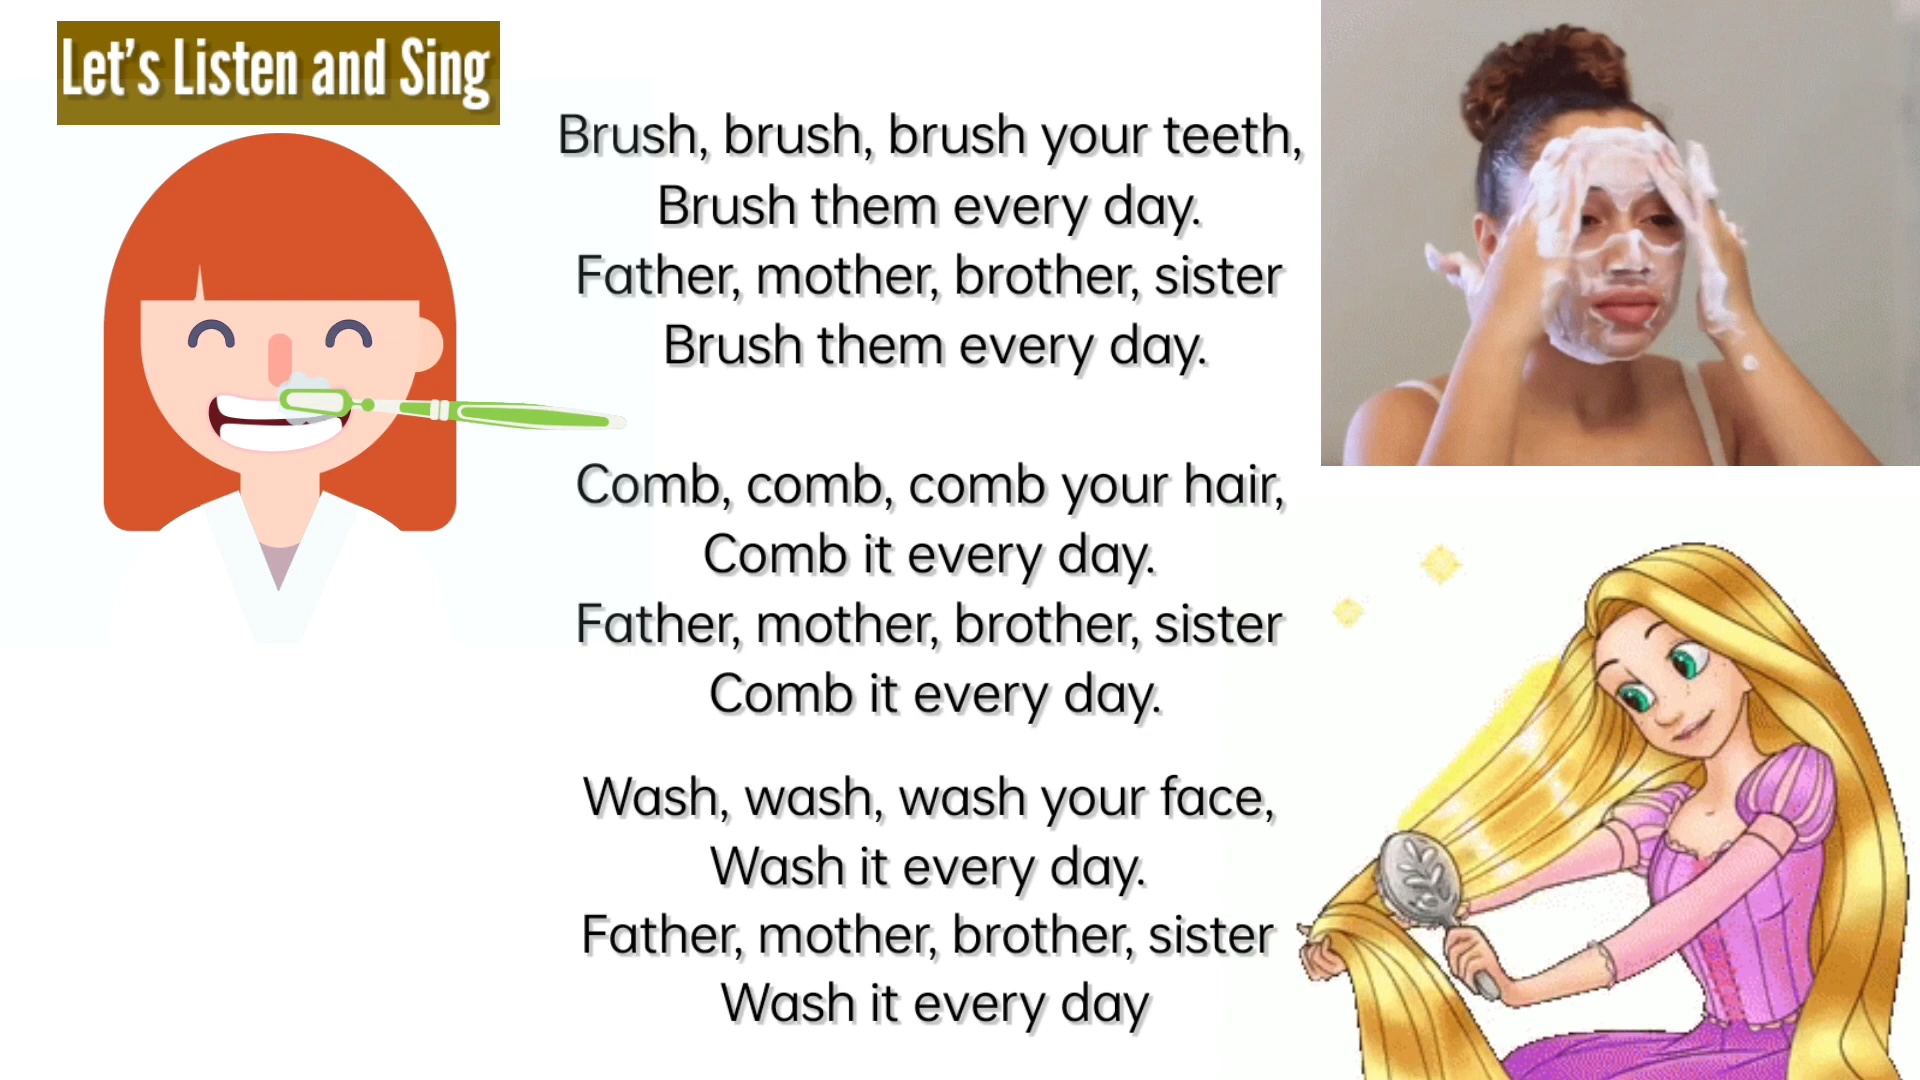 Let's Listen and Sing
Brush, brush, brush your teeth,
Brush them every day.
Father, mother, brother, sister
Brush them every day.
Comb, comb, comb your hair,
Comb it every day.
Father, mother, brother, sister
Comb it every day.
Wash, wash, wash your face,
Wash it every day.
Father, mother, brother, sister
Wash it every day